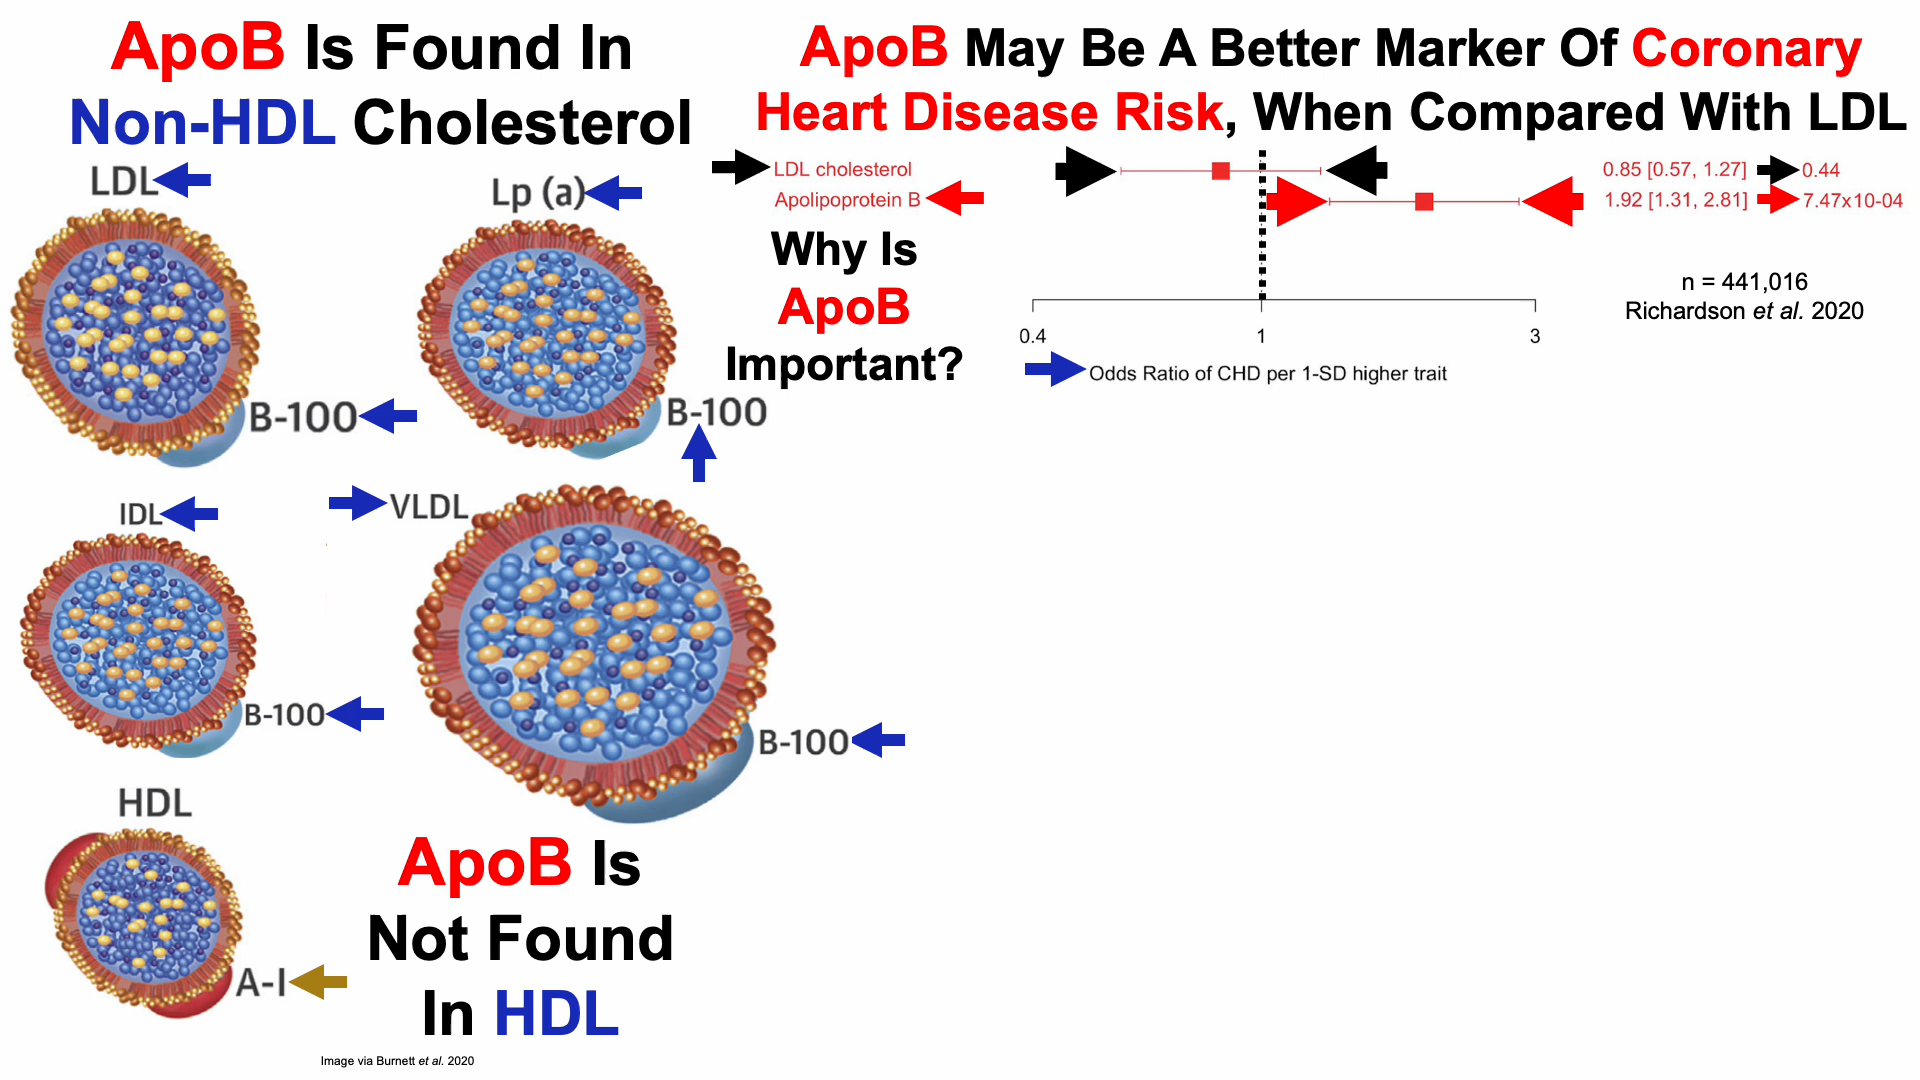 ApoB Is Found In
Non-HDL Cholesterol
LDL
Lp (a)
B-100
B-100
IDL
VLDL
B-100
B-100
HDL
A-I
ApoB Is
Not Found
In HDL
Image via Burnett et al. 2020
ApoB May Be A Better Marker Of Coronary
Heart Disease Risk, When Compared With LDL
LDL cholesterol 0.85 [0.57, 1.27] 0.44
Apolipoprotein B 1.92 [1.31, 2.81] 7.47x10-04
Why Is
ApoB
Important?
n = 441,016
Richardson et al. 2020
0.4 1 3
Odds Ratio of CHD per 1-SD higher trait